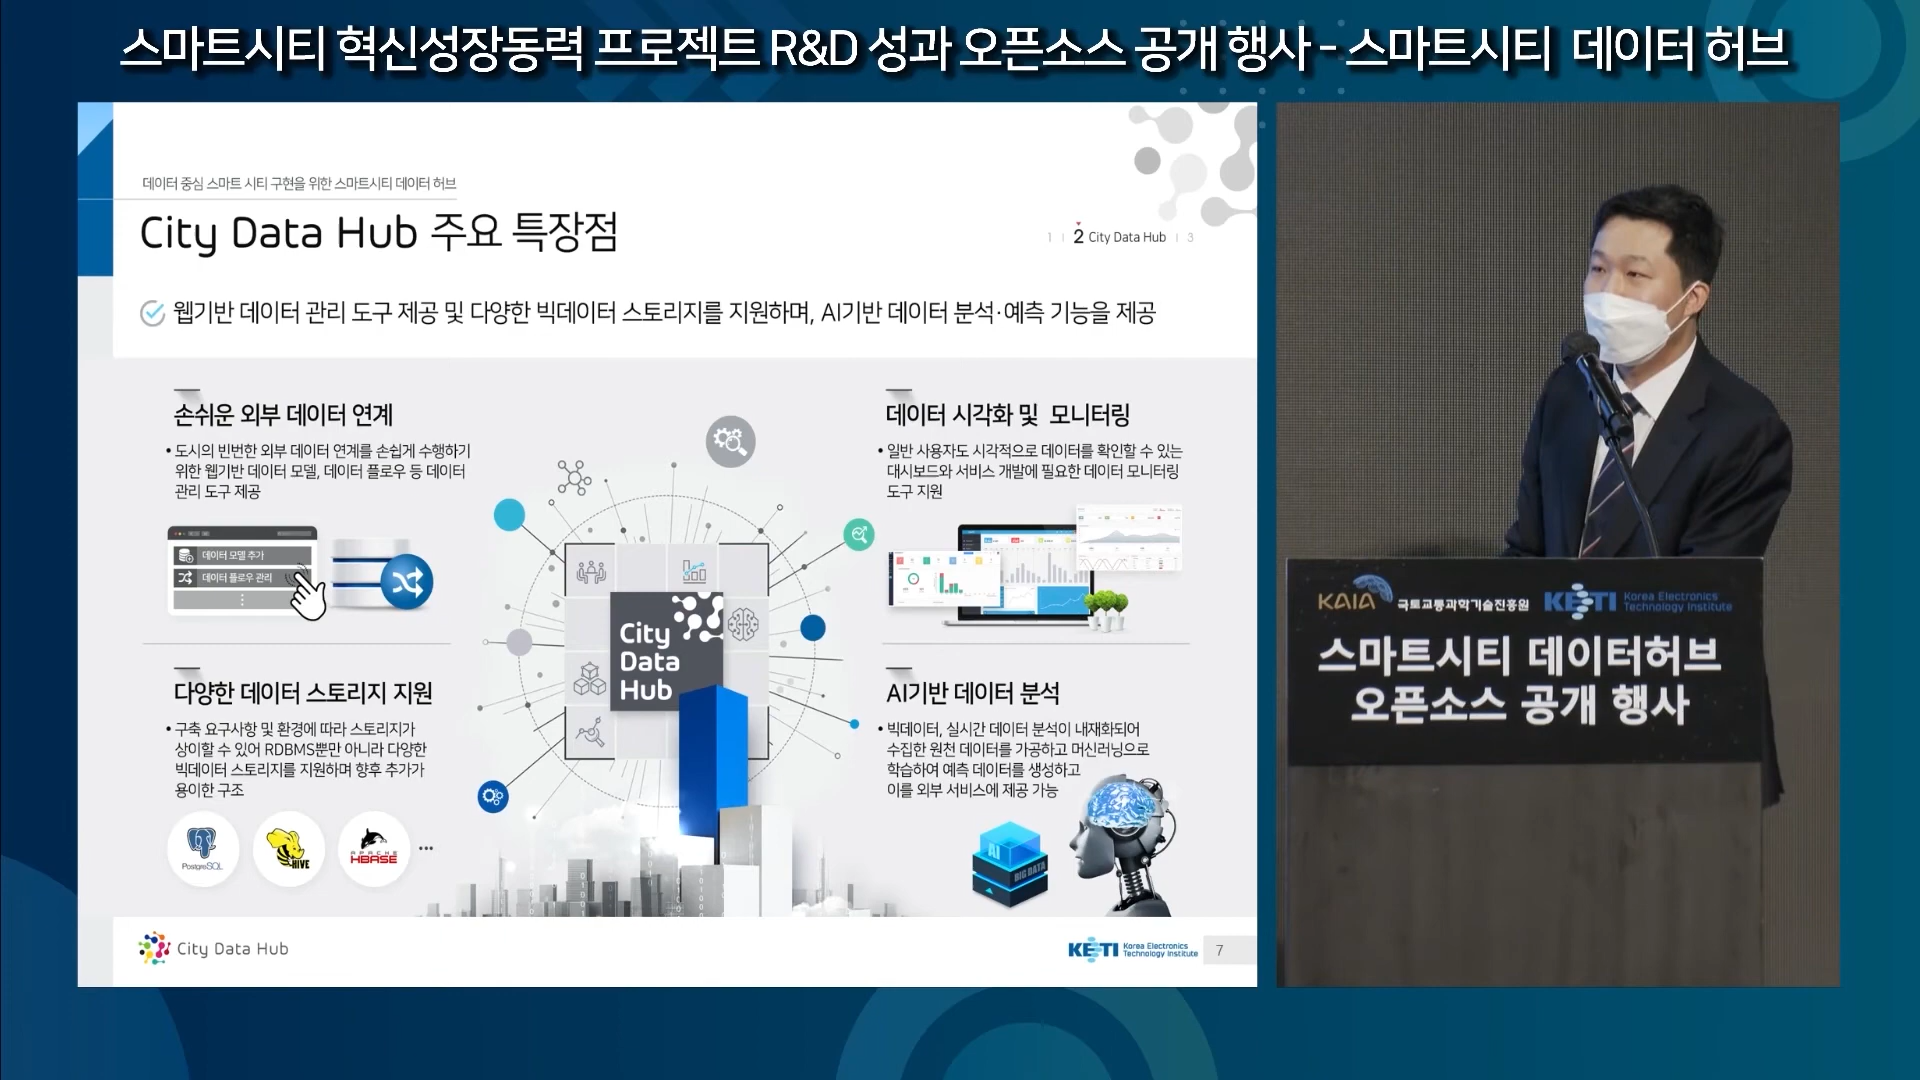 스마트시티 혁신성장동력 프로젝트 R&D 성과 오픈소스 공개 행사 - 스마트시티 데이터 허브
데이터 중심 스마트 시티 구현을 위한 스마트시티 데이터 허브
City Data Hub 주요 특장점
1 | 2 City Data Hub | 3
웹기반 데이터 관리 도구 제공 및 다양한 빅데이터 스토리지를 지원하며, AI기반 데이터 분석·예측 기능을 제공
손쉬운 외부 데이터 연계
• 도시의 빈번한 외부 데이터 연계를 손쉽게 수행하기
위한 웹기반 데이터 모델, 데이터 플로우 등 데이터
관리 도구 제공
데이터 모델 추가
데이터 플로우 관리
다양한 데이터 스토리지 지원
• 구축 요구사항 및 환경에 따라 스토리지가
상이할 수 있어 RDBMS뿐만 아니라 다양한
빅데이터 스토리지를 지원하며 향후 추가가
용이한 구조
PostgreSQL
HIVE
APACHE
HBASE
...
City
Data
Hub
데이터 시각화 및 모니터링
• 일반 사용자도 시각적으로 데이터를 확인할 수 있는
대시보드와 서비스 개발에 필요한 데이터 모니터링
도구 지원
AI기반 데이터 분석
• 빅데이터, 실시간 데이터 분석이 내재화되어
수집한 원천 데이터를 가공하고 머신러닝으로
학습하여 예측 데이터를 생성하고
이를 외부 서비스에 제공 가능
AI
BIG DATA
City Data Hub
KETI Korea Electronics
Technology Institute
7
KAIA 국토교통과학기술진흥원
KETI Korea Electronics
Technology Institute
스마트시티 데이터허브
오픈소스 공개 행사